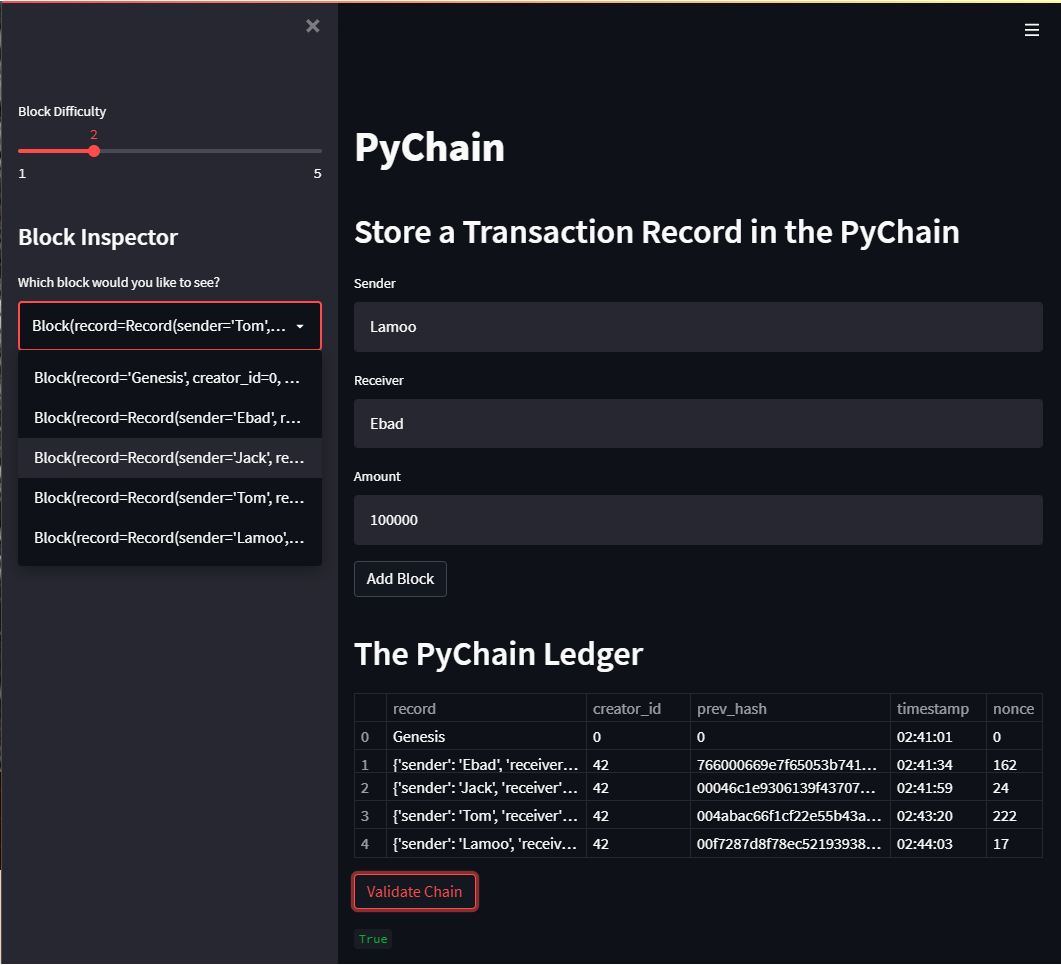 Block Difficulty
2
1 5
Block Inspector
Which block would you like to see?
Block(record=Record(sender='Tom',...
Block(record='Genesis', creator_id=0, ...
Block(record=Record(sender='Ebad', r...
Block(record=Record(sender='Jack', re...
Block(record=Record(sender='Tom', re...
Block(record=Record(sender='Lamoo',...
PyChain
Store a Transaction Record in the PyChain
Sender
Lamoo
Receiver
Ebad
Amount
100000
Add Block
The PyChain Ledger
record creator_id prev_hash timestamp nonce
0 Genesis 0 0 02:41:01 0
1 {'sender': 'Ebad', 'receiver... 42 766000669e7f65053b741... 02:41:34 162
2 {'sender': 'Jack', 'receiver'... 42 00046c1e9306139f43707... 02:41:59 24
3 {'sender': 'Tom', 'receiver'... 42 004abac66f1cf22e55b43a... 02:43:20 222
4 {'sender': 'Lamoo', 'receiv... 42 00f7287d8f78ec52193938... 02:44:03 17
Validate Chain
True